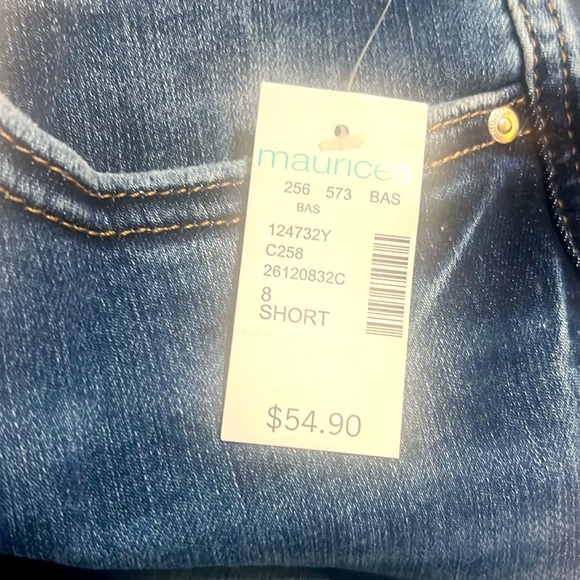 maurices
256 573 BAS
BAS
124732Y
C258
26120832C
8
SHORT
$54.90